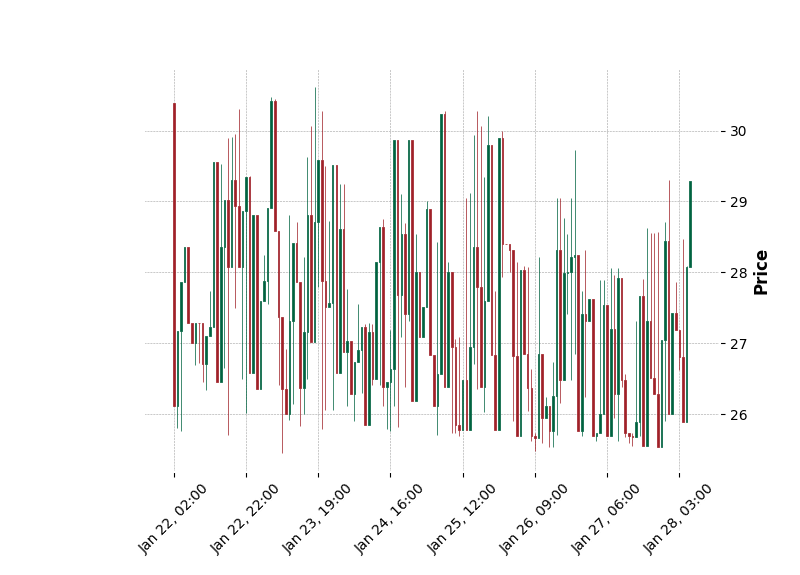 30
29
28
27
26
Price
Jan 22, 02:00
Jan 22, 22:00
Jan 23, 19:00
Jan 24, 16:00
Jan 25, 12:00
Jan 26, 09:00
Jan 27, 06:00
Jan 28, 03:00